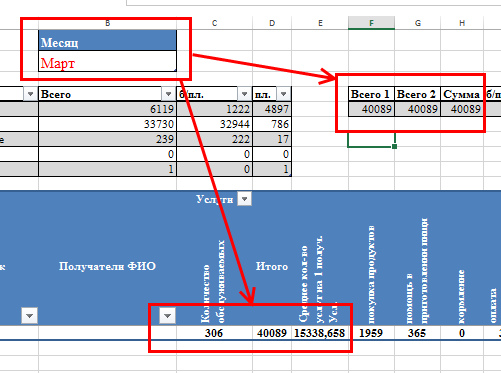 B C D E F G H
Месяц
Март
Всего б/пл. пл. Всего 1 Всего 2 Сумма
6119 1222 4897 40089 40089 40089
33730 32944 786
е 239 222 17
0 0 0
1 0 1
Услуги
к Получатели ФИО Количество обслуживаемых Итого Среднее кол-во услуг на 1 получ. Усл. покупка продуктов помощь в приготовлении пищи кормление оплата
306 40089 15338,658 1959 365 0